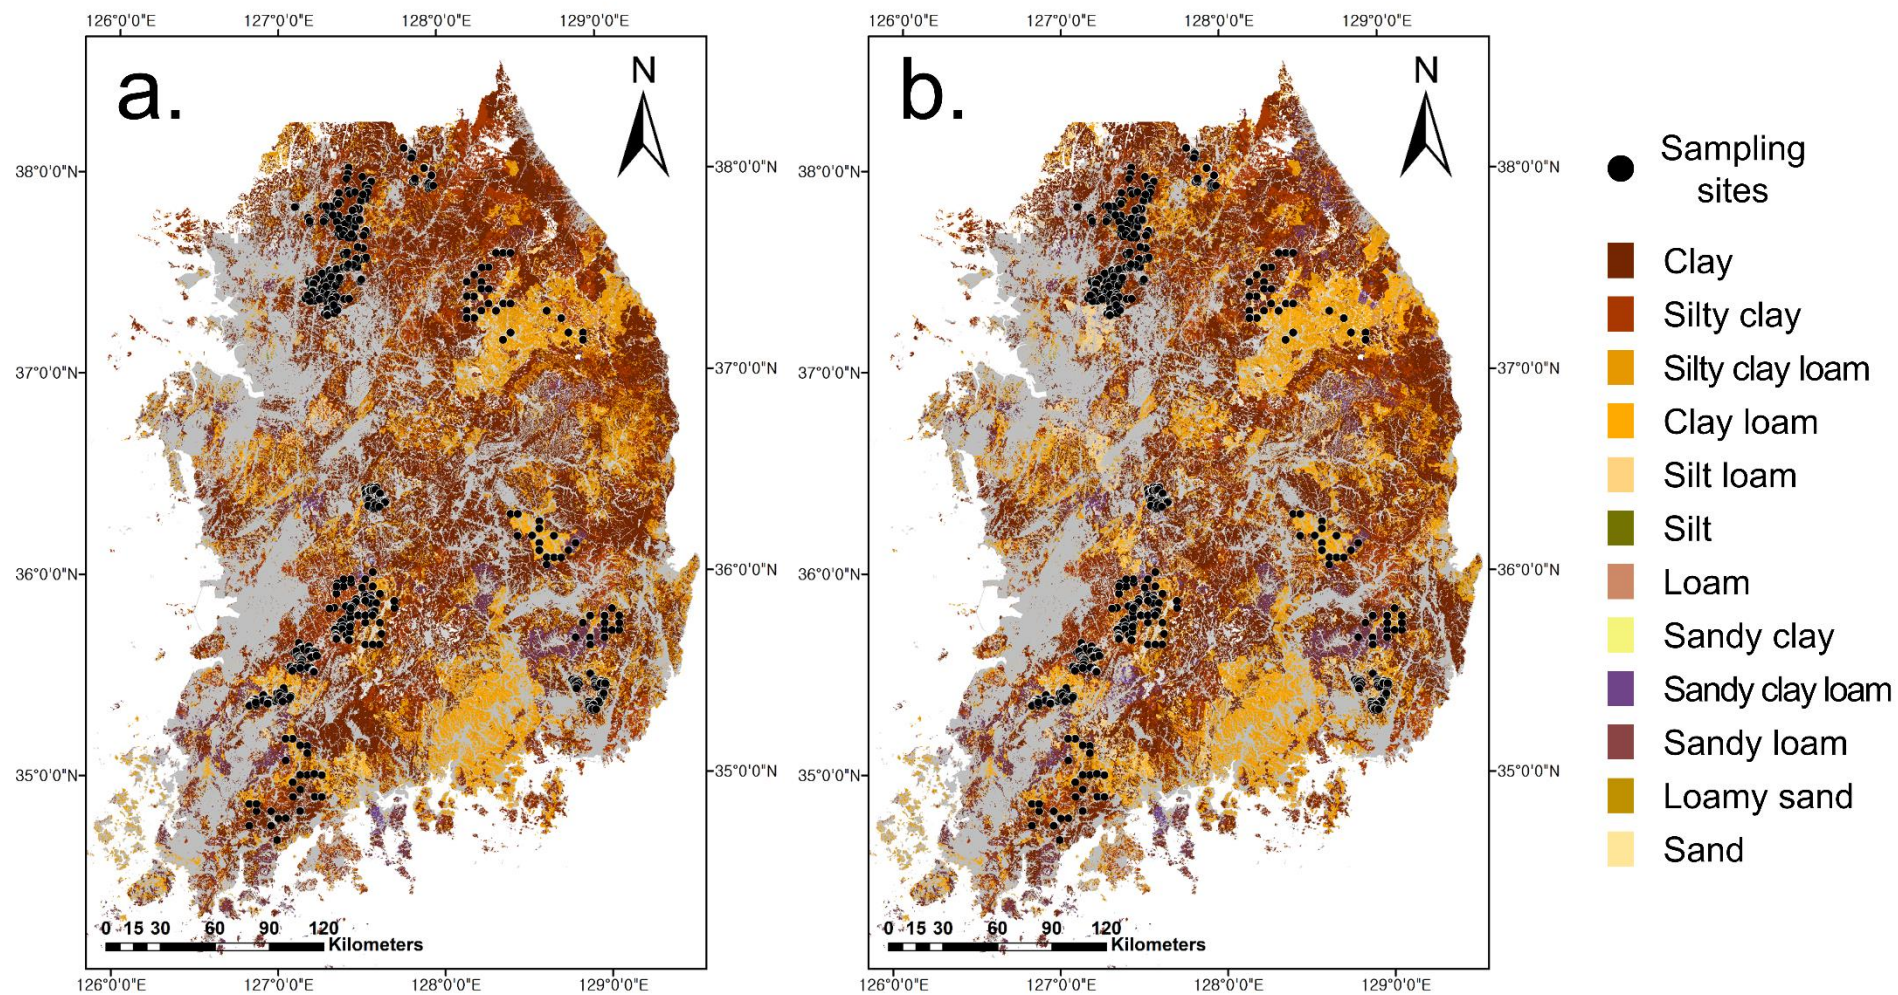 126°0'0"E 127°0'0"E 128°0'0"E 129°0'0"E
126°0'0"E 127°0'0"E 128°0'0"E 129°0'0"E
a.
N
b.
N
38°0'0"N
38°0'0"N
38°0'0"N
38°0'0"N
37°0'0"N
37°0'0"N
37°0'0"N
37°0'0"N
36°0'0"N
36°0'0"N
36°0'0"N
36°0'0"N
35°0'0"N
35°0'0"N
35°0'0"N
35°0'0"N
0 15 30 60 90 120
Kilometers
0 15 30 60 90 120
Kilometers
126°0'0"E 127°0'0"E 128°0'0"E 129°0'0"E
126°0'0"E 127°0'0"E 128°0'0"E 129°0'0"E
Sampling
sites
Clay
Silty clay
Silty clay loam
Clay loam
Silt loam
Silt
Loam
Sandy clay
Sandy clay loam
Sandy loam
Loamy sand
Sand